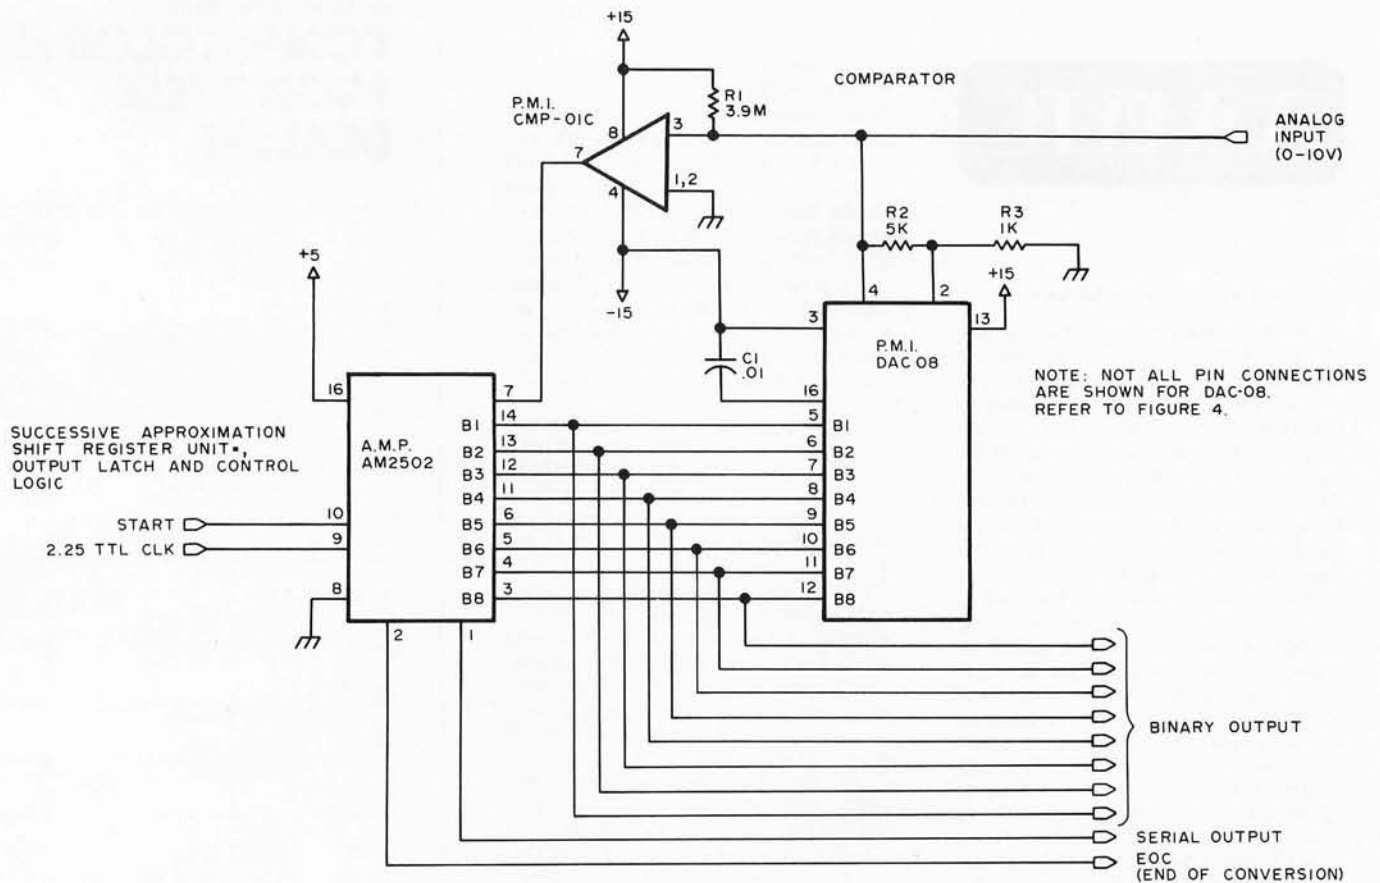 +15
P.M.I.
CMP-01C
R1
3.9M
COMPARATOR
8
3
7
1,2
4
ANALOG
INPUT
(0-10V)
R2
5K
R3
1K
+5
-15
+15
4
2
3
13
C1
.01
16
P.M.I.
DAC 08
NOTE: NOT ALL PIN CONNECTIONS
ARE SHOWN FOR DAC-08.
REFER TO FIGURE 4.
SUCCESSIVE APPROXIMATION
SHIFT REGISTER UNIT",
OUTPUT LATCH AND CONTROL
LOGIC
16
A.M.P.
AM2502
7
B1 14 5 B1
B2 13 6 B2
B3 12 7 B3
B4 11 8 B4
B5 6 9 B5
B6 5 10 B6
B7 4 11 B7
B8 3 12 B8
START 10
2.25 TTL CLK 9
8
2
1
BINARY OUTPUT
SERIAL OUTPUT
EOC
(END OF CONVERSION)